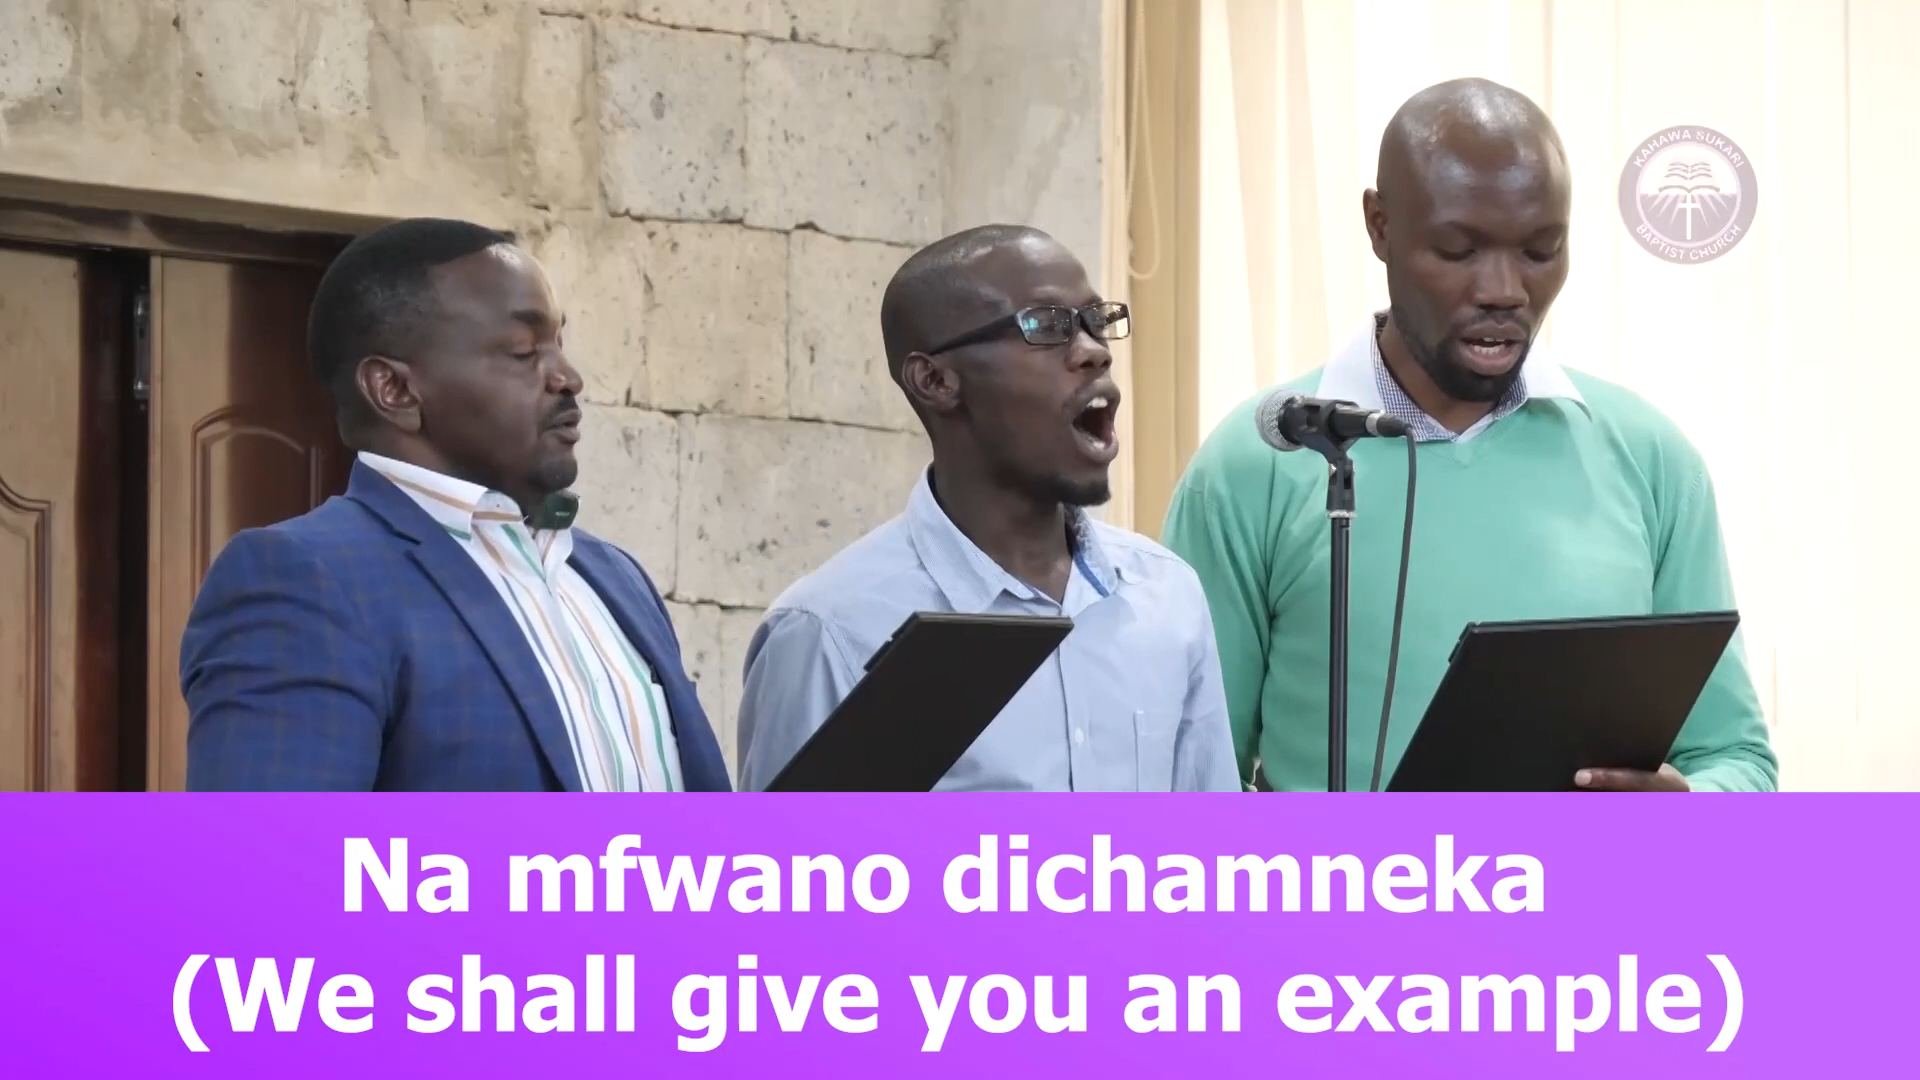 KAHAWA SUKARI
BAPTIST CHURCH
Na mfwano dichamneka
(We shall give you an example)